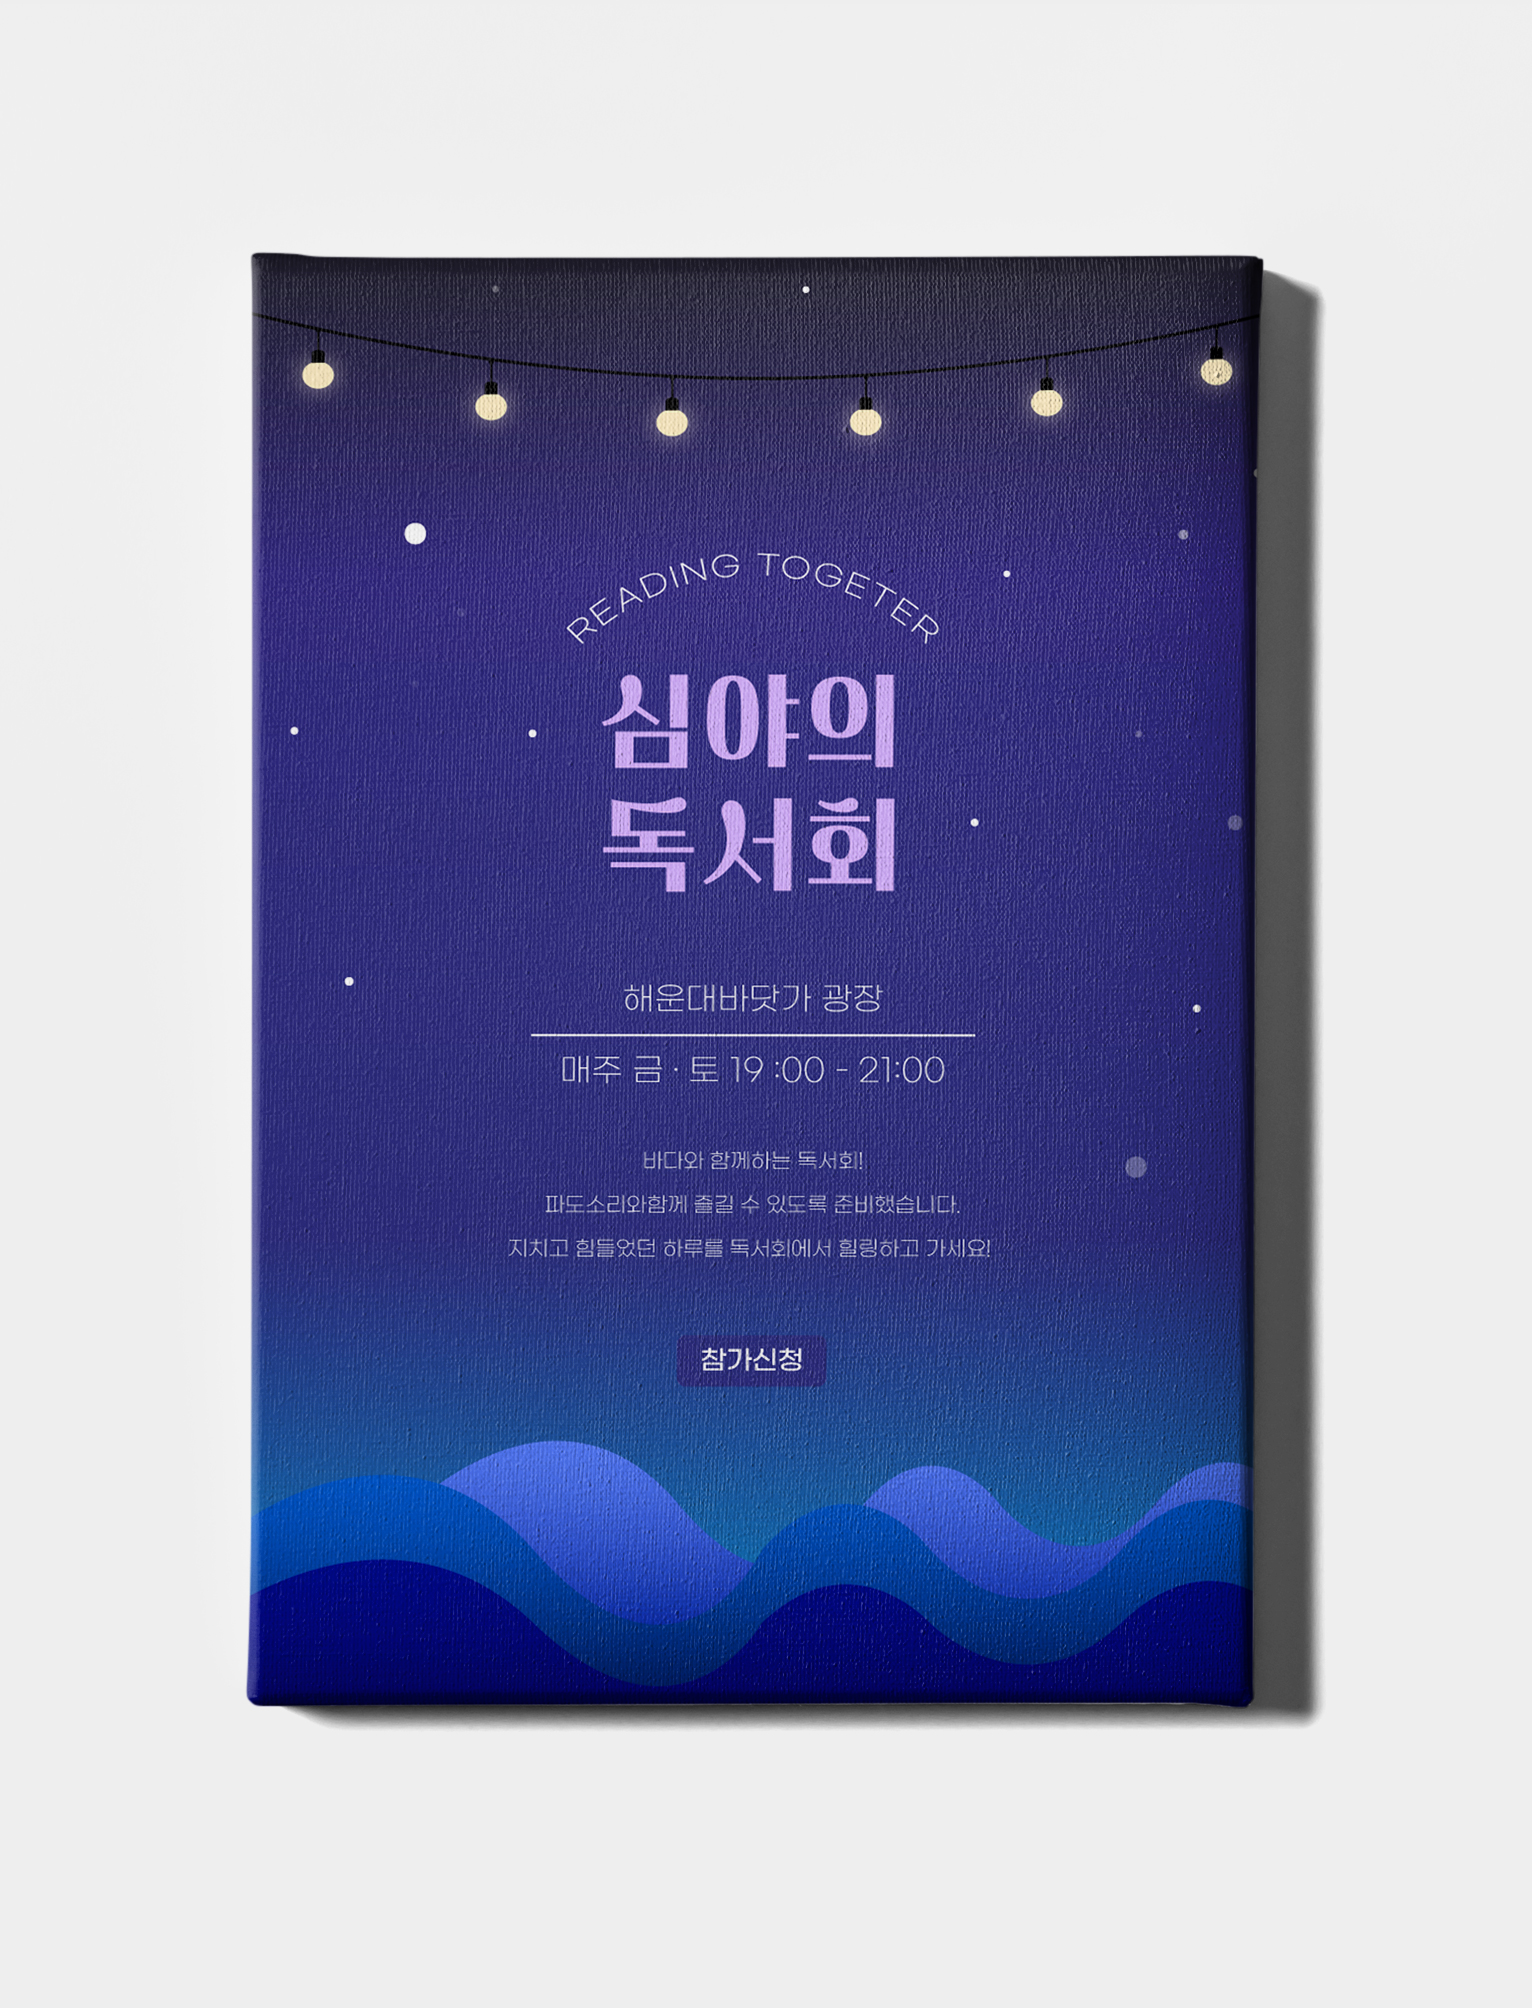 READING TOGETER
심야의
독서회
해운대바닷가 광장
매주 금 · 토 19 :00 - 21:00
바다와 함께하는 독서회!
파도소리와함께 즐길 수 있도록 준비했습니다.
지치고 힘들었던 하루를 독서회에서 힐링하고 가세요!
참가신청